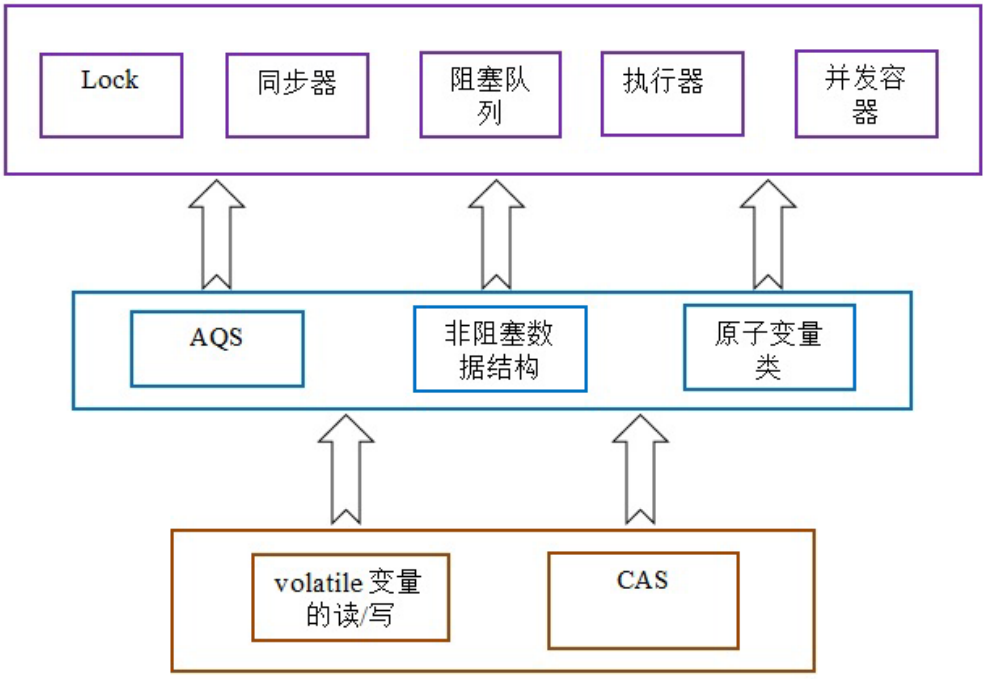 Lock
同步器
阻塞队
列
执行器
并发容
器
AQS
非阻塞数
据结构
原子变量
类
volatile 变量
的读/写
CAS